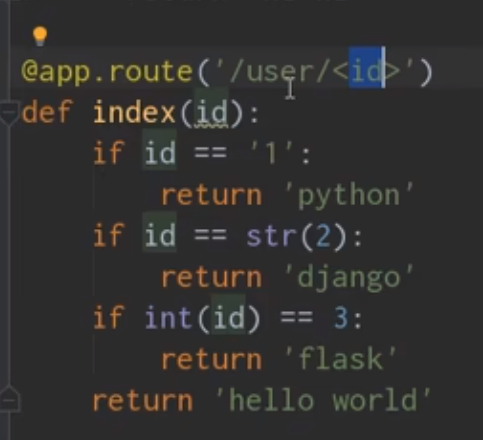 @app.route('/user/<id>')
def index(id):
    if id == '1':
        return 'python'
    if id == str(2):
        return 'django'
    if int(id) == 3:
        return 'flask'
    return 'hello world'